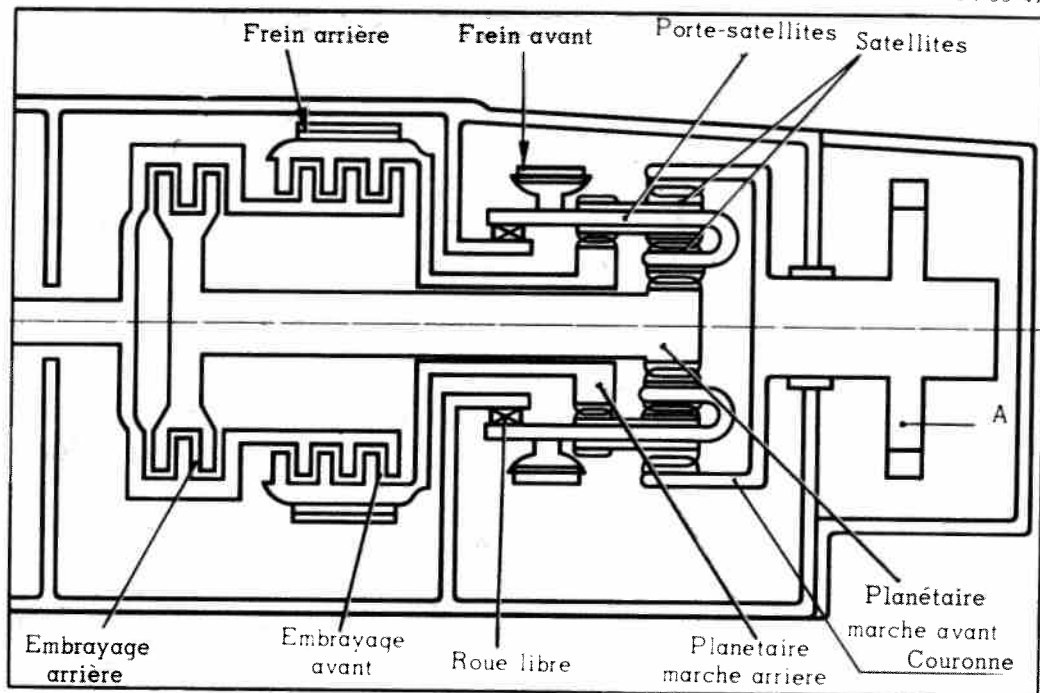 Frein arrière
Frein avant
Porte-satellites
Satellites
A
Embrayage
arrière
Embrayage
avant
Roue libre
Planetaire
marche arriere
Planétaire
marche avant
Couronne